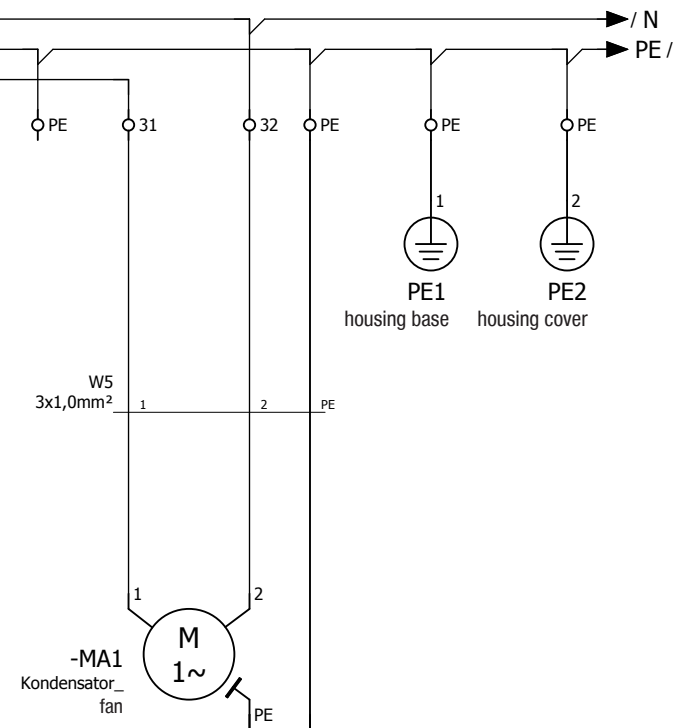 / N
PE /
PE
31
32
PE
PE
PE
1
2
PE1
PE2
housing base
housing cover
W5
3x1,0mm²
1
2
PE
1
2
M
1~
-MA1
Kondensator_
fan
PE